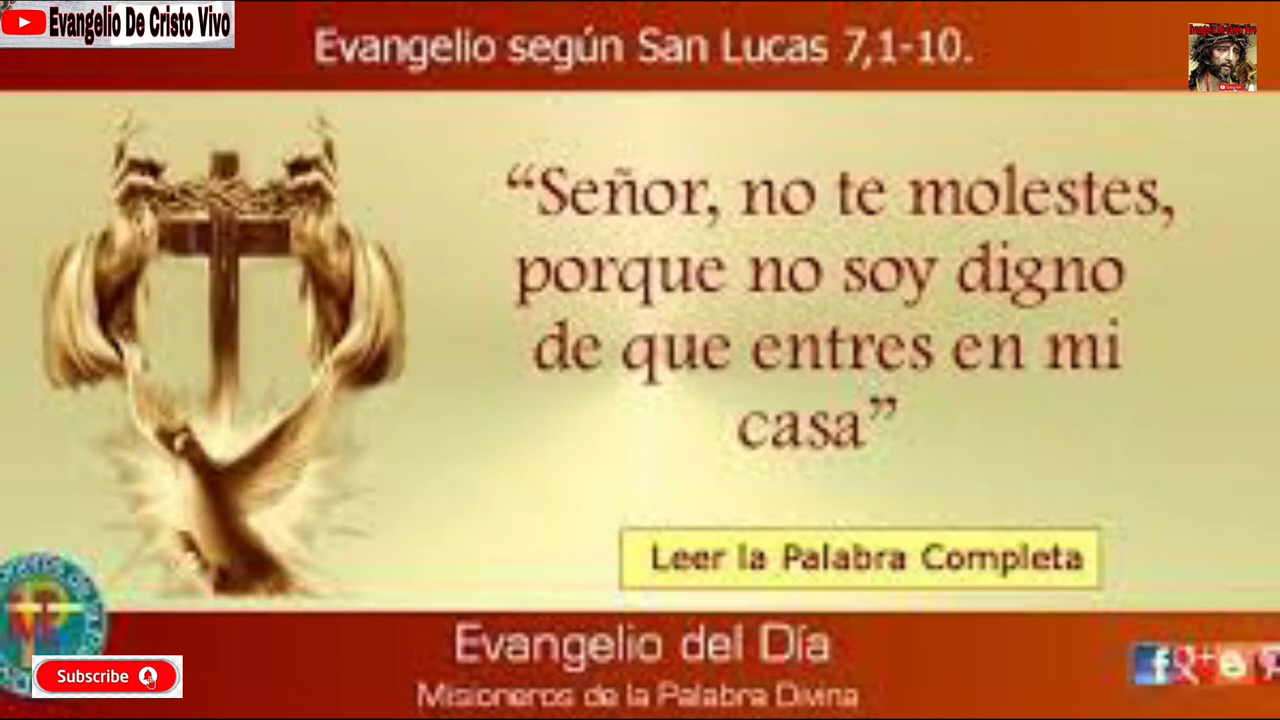 Evangelio De Cristo Vivo
Evangelio según San Lucas 7,1-10.
“Señor, no te molestes,
porque no soy digno
de que entres en mi
casa”
Leer la Palabra Completa
Evangelio del Día
Misioneros de la Palabra Divina
Subscribe